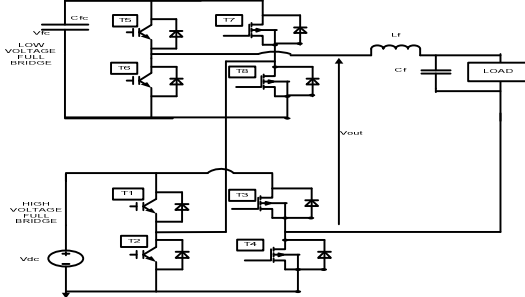 Cfc
T5
T7
Vfc
LOW
VOLTAGE
FULL
BRIDGE
Lf
T6
T8
Cf
LOAD
Vout
HIGH
VOLTAGE
FULL
BRIDGE
T1
T3
T2
T4
Vdc